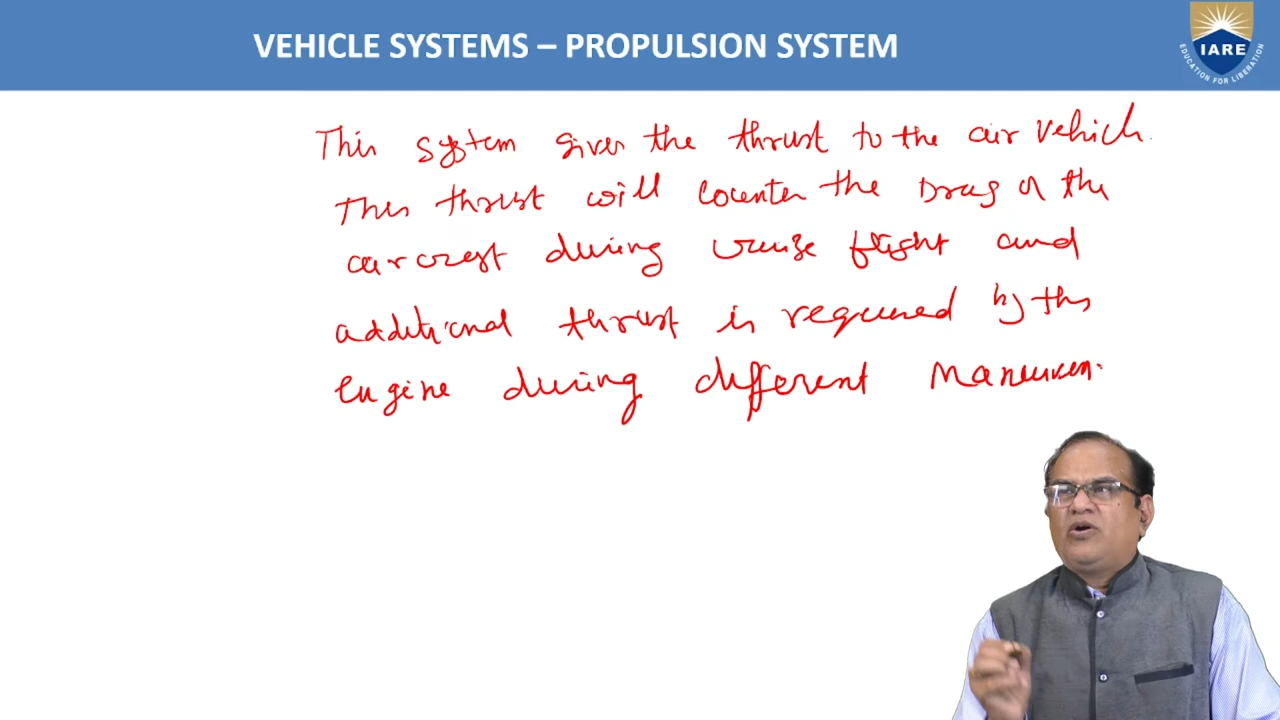 VEHICLE SYSTEMS – PROPULSION SYSTEM
IARE
EDUCATION FOR LIBERATION
This system gives the thrust to the air vehicle.
This thrust will counter the Drag of the
aircraft during cruise flight and
additional thrust is required by this
engine during different Maneuvers.